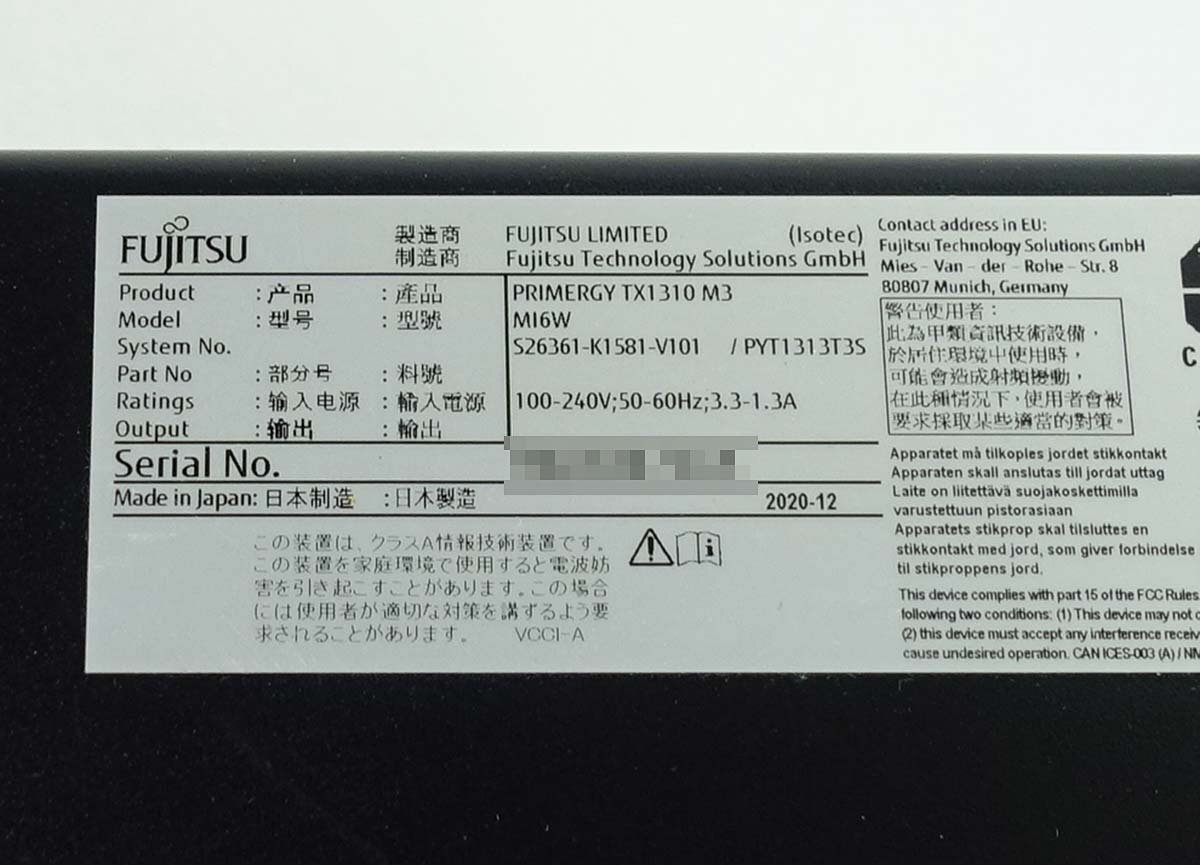 FUJITSU 製造商 FUJITSU LIMITED (Isotec)
制造商 Fujitsu Technology Solutions GmbH
Product : 产品 : 產品 PRIMERGY TX1310 M3
Model : 型号 : 型號 MI6W
System No. S26361-K1581-V101 / PYT1313T3S
Part No : 部分号 : 料號
Ratings : 输入电源 : 輸入電源 100-240V;50-60Hz;3.3-1.3A
Output : 输出 : 輸出
Serial No.
Made in Japan: 日本制造 : 日本製造 2020-12
この装置は、クラスA情報技術装置です。
この装置を家庭環境で使用すると電波妨
害を引き起こすことがあります。この場合
には使用者が適切な対策を講ずるよう要
求されることがあります。 VCCI-A
Contact address in EU:
Fujitsu Technology Solutions GmbH
Mies - Van - der - Rohe - Str. 8
80807 Munich, Germany
警告使用者：
此為甲類資訊技術設備，
於居住環境中使用時，
可能會造成射頻擾動，
在此種情況下，使用者會被
要求採取某些適當的對策。
Apparatet må tilkoples jordet stikkontakt
Apparaten skall anslutas till jordat uttag
Laite on liitettävä suojakoskettimilla
varustettuun pistorasiaan
Apparatets stikprop skal tilsluttes en
stikkontakt med jord, som giver forbindelse
til stikproppens jord.
This device complies with part 15 of the FCC Rules.
following two conditions: (1) This device may not c
(2) this device must accept any interference receiv
cause undesired operation. CAN ICES-003 (A) / NM
C